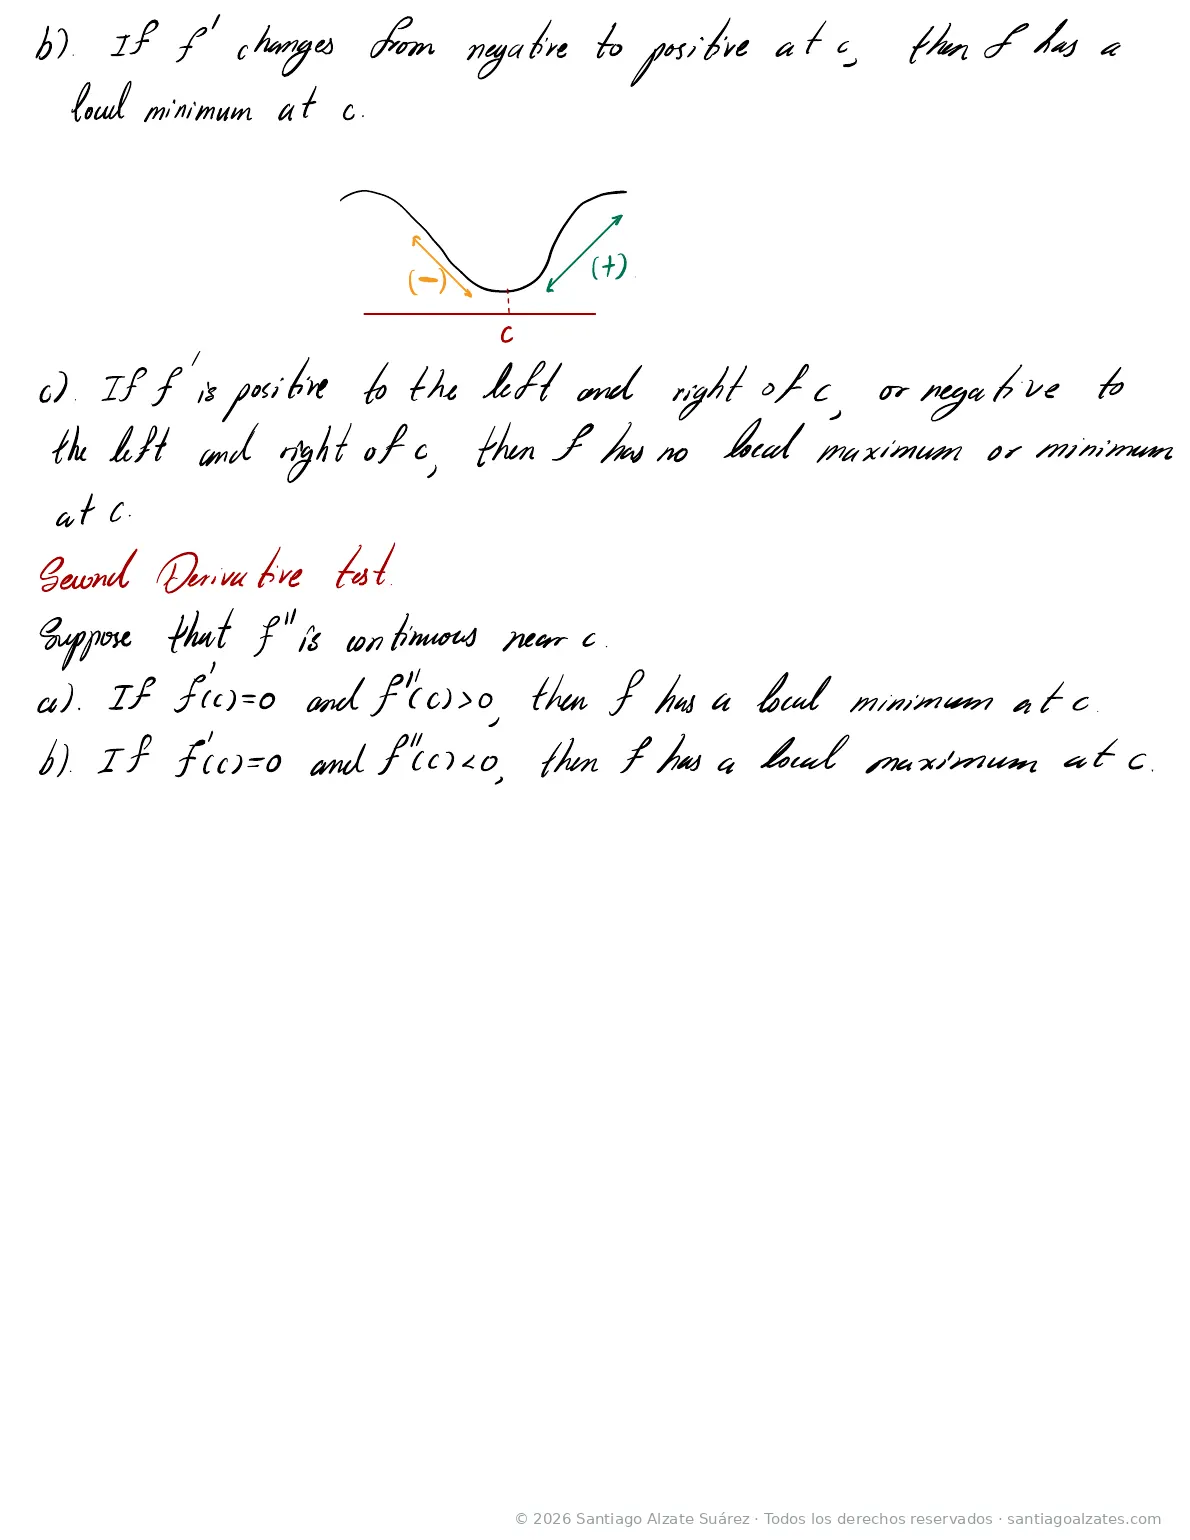 b). If f' changes from negative to positive at c, then f has a
local minimum at c.
(-)
(+)
c
c). If f' is positive to the left and right of c, or negative to
the left and right of c, then f has no local maximum or minimum
at c.
Second Derivative test.
Suppose that f'' is continuous near c.
a). If f'(c)=0 and f''(c)>0, then f has a local minimum at c.
b). If f'(c)=0 and f''(c)<0, then f has a local maximum at c.
© 2026 Santiago Alzate Suárez · Todos los derechos reservados · santiagoalzates.com